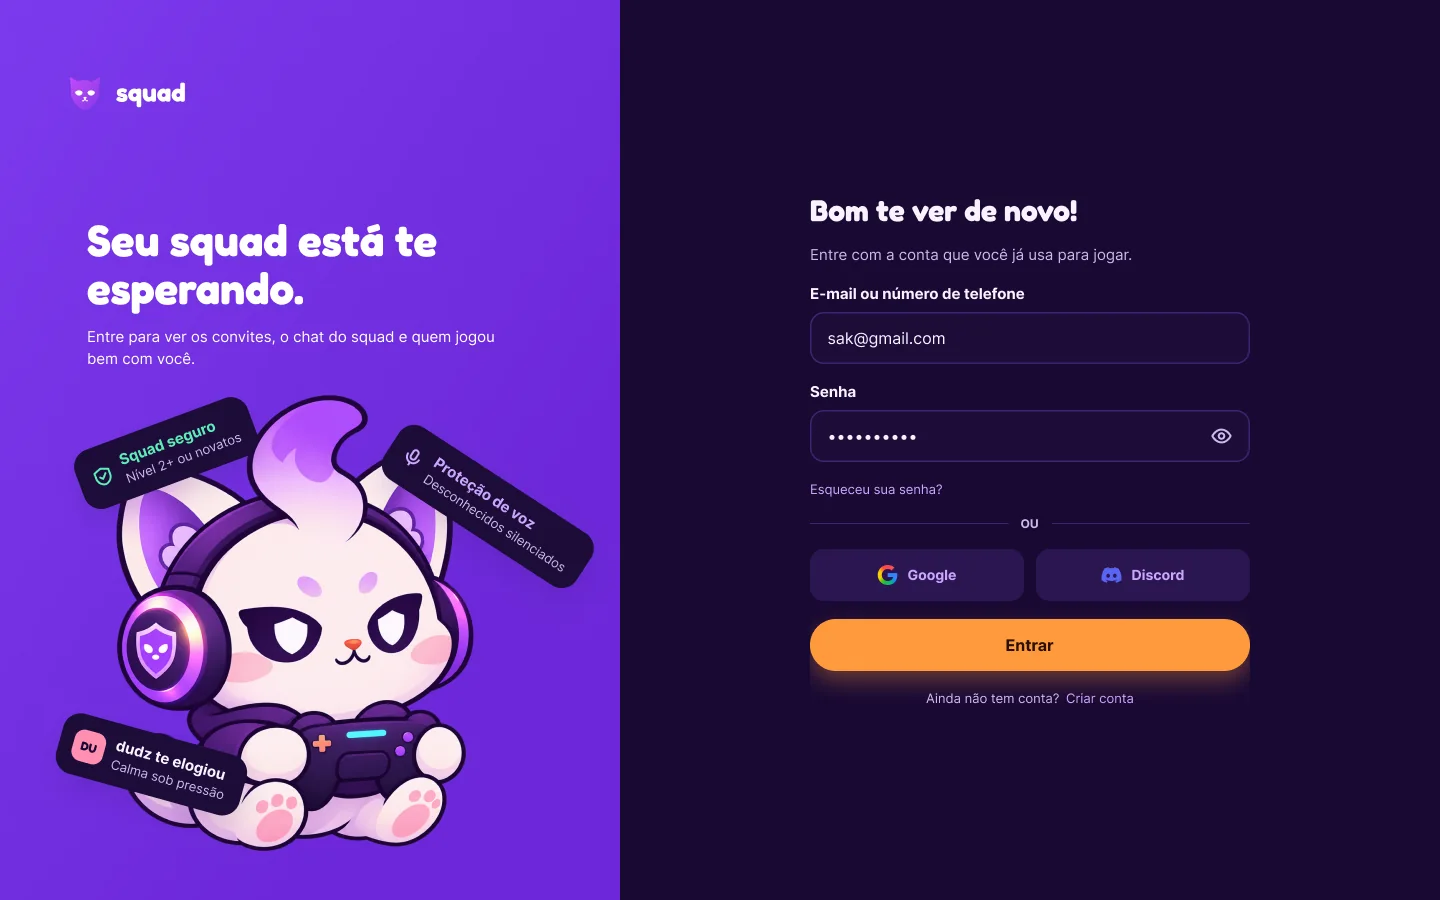 squad
Seu squad está te
esperando.
Entre para ver os convites, o chat do squad e quem jogou
bem com você.
Squad seguro
Nível 2+ ou novatos
Proteção de voz
Desconhecidos silenciados
DU
dudz te elogiou
Calma sob pressão
Bom te ver de novo!
Entre com a conta que você já usa para jogar.
E-mail ou número de telefone
sak@gmail.com
Senha
••••••••••
Esqueceu sua senha?
OU
Google
Discord
Entrar
Ainda não tem conta? Criar conta